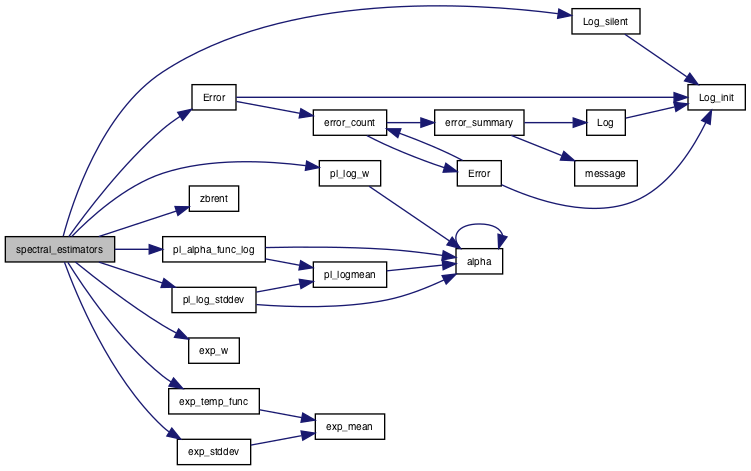 Log_silent
Error
Log_init
error_count
error_summary
Log
pl_log_w
Error
message
zbrent
spectral_estimators
pl_alpha_func_log
alpha
pl_logmean
pl_log_stddev
exp_w
exp_temp_func
exp_mean
exp_stddev